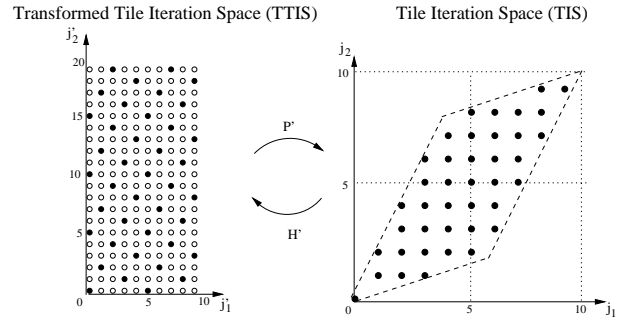 Transformed Tile Iteration Space (TTIS)
Tile Iteration Space (TIS)
j'2
20
15
10
5
0
5
10
j'1
P'
H'
j2
10
5
0
5
10
j1